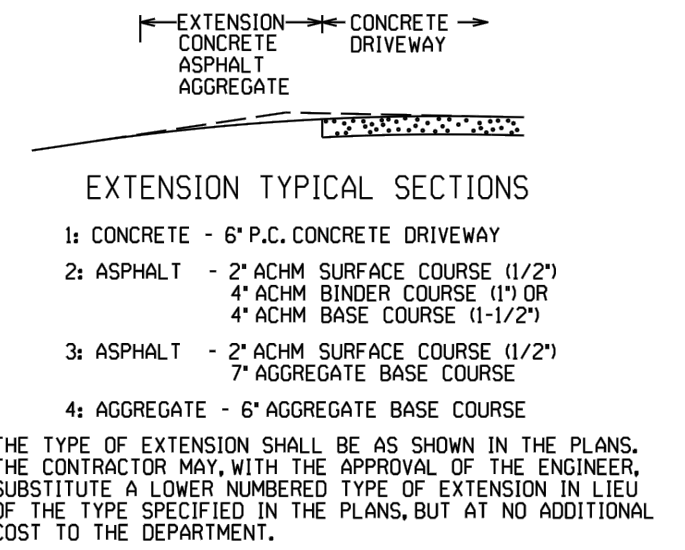 EXTENSION CONCRETE
CONCRETE DRIVEWAY
ASPHALT
AGGREGATE
EXTENSION TYPICAL SECTIONS
1: CONCRETE - 6" P.C. CONCRETE DRIVEWAY
2: ASPHALT - 2" ACHM SURFACE COURSE (1/2")
4" ACHM BINDER COURSE (1") OR
4" ACHM BASE COURSE (1-1/2")
3: ASPHALT - 2" ACHM SURFACE COURSE (1/2")
7" AGGREGATE BASE COURSE
4: AGGREGATE - 6" AGGREGATE BASE COURSE
THE TYPE OF EXTENSION SHALL BE AS SHOWN IN THE PLANS.
THE CONTRACTOR MAY, WITH THE APPROVAL OF THE ENGINEER,
SUBSTITUTE A LOWER NUMBERED TYPE OF EXTENSION IN LIEU
OF THE TYPE SPECIFIED IN THE PLANS, BUT AT NO ADDITIONAL
COST TO THE DEPARTMENT.